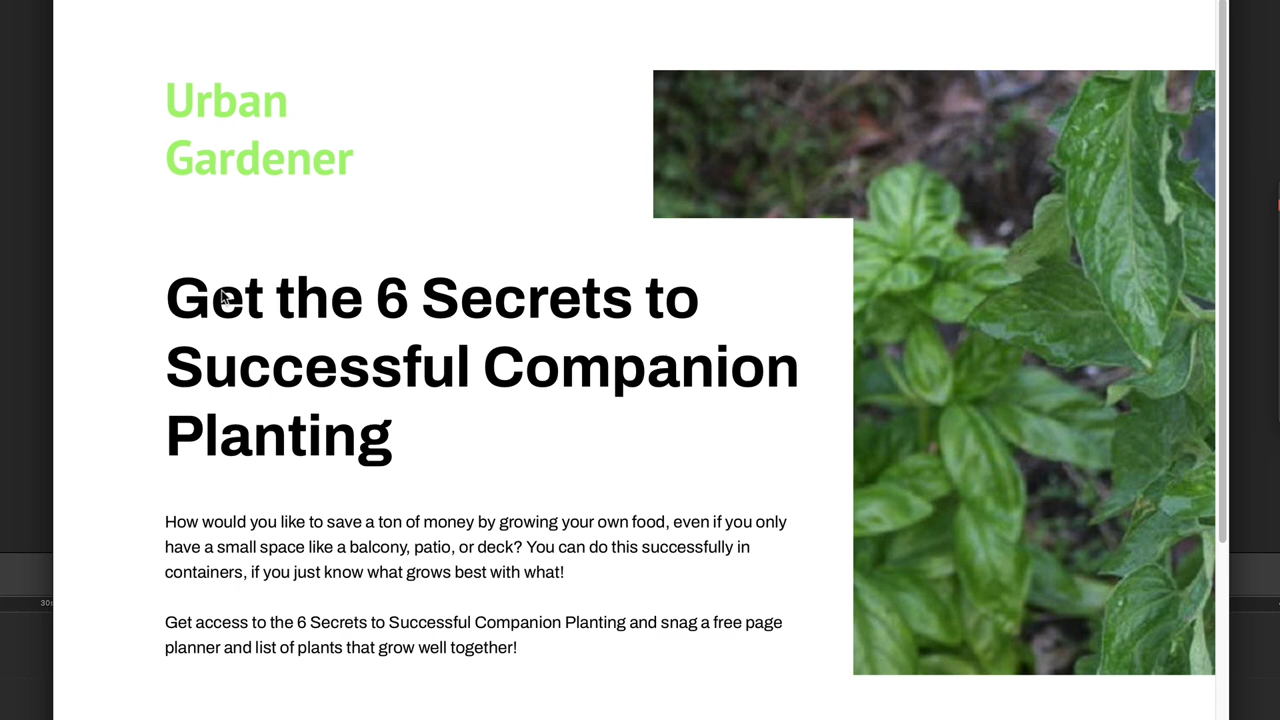 Urban
Gardener
Get the 6 Secrets to
Successful Companion
Planting
How would you like to save a ton of money by growing your own food, even if you only
have a small space like a balcony, patio, or deck? You can do this successfully in
containers, if you just know what grows best with what!
Get access to the 6 Secrets to Successful Companion Planting and snag a free page
planner and list of plants that grow well together!